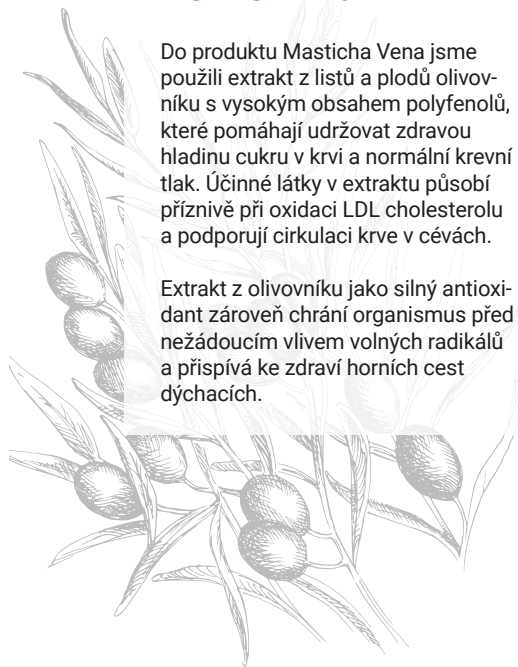 Do produktu Masticha Vena jsme
použili extrakt z listů a plodů olivov-
níku s vysokým obsahem polyfenolů,
které pomáhají udržovat zdravou
hladinu cukru v krvi a normální krevní
tlak. Účinné látky v extraktu působí
příznivě při oxidaci LDL cholesterolu
a podporují cirkulaci krve v cévách.
Extrakt z olivovníku jako silný antioxi-
dant zároveň chrání organismus před
nežádoucím vlivem volných radikálů
a přispívá ke zdraví horních cest
dýchacích.